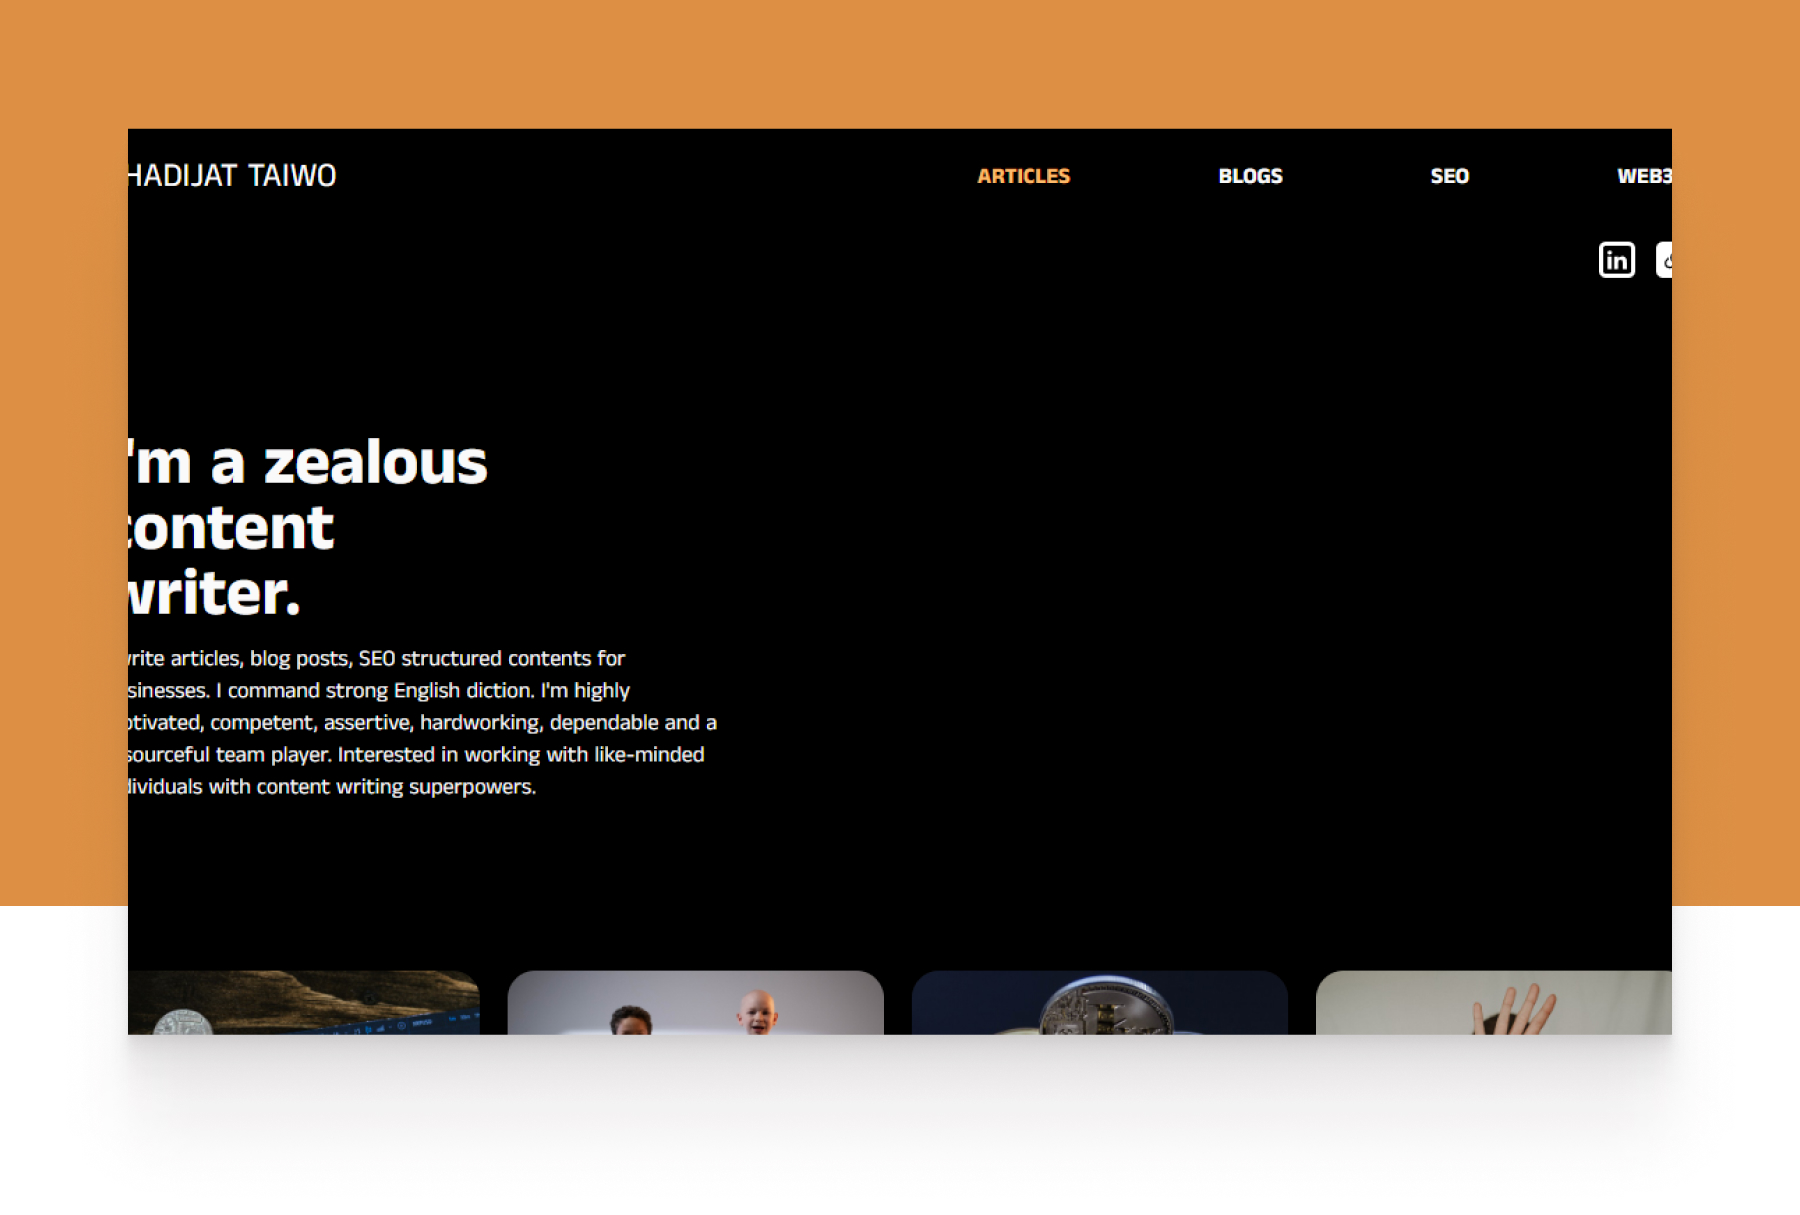 HADIJAT TAIWO
ARTICLES
BLOGS
SEO
WEB3
in
'm a zealous
content
writer.
write articles, blog posts, SEO structured contents for
sinesses. I command strong English diction. I'm highly
otivated, competent, assertive, hardworking, dependable and a
sourceful team player. Interested in working with like-minded
dividuals with content writing superpowers.